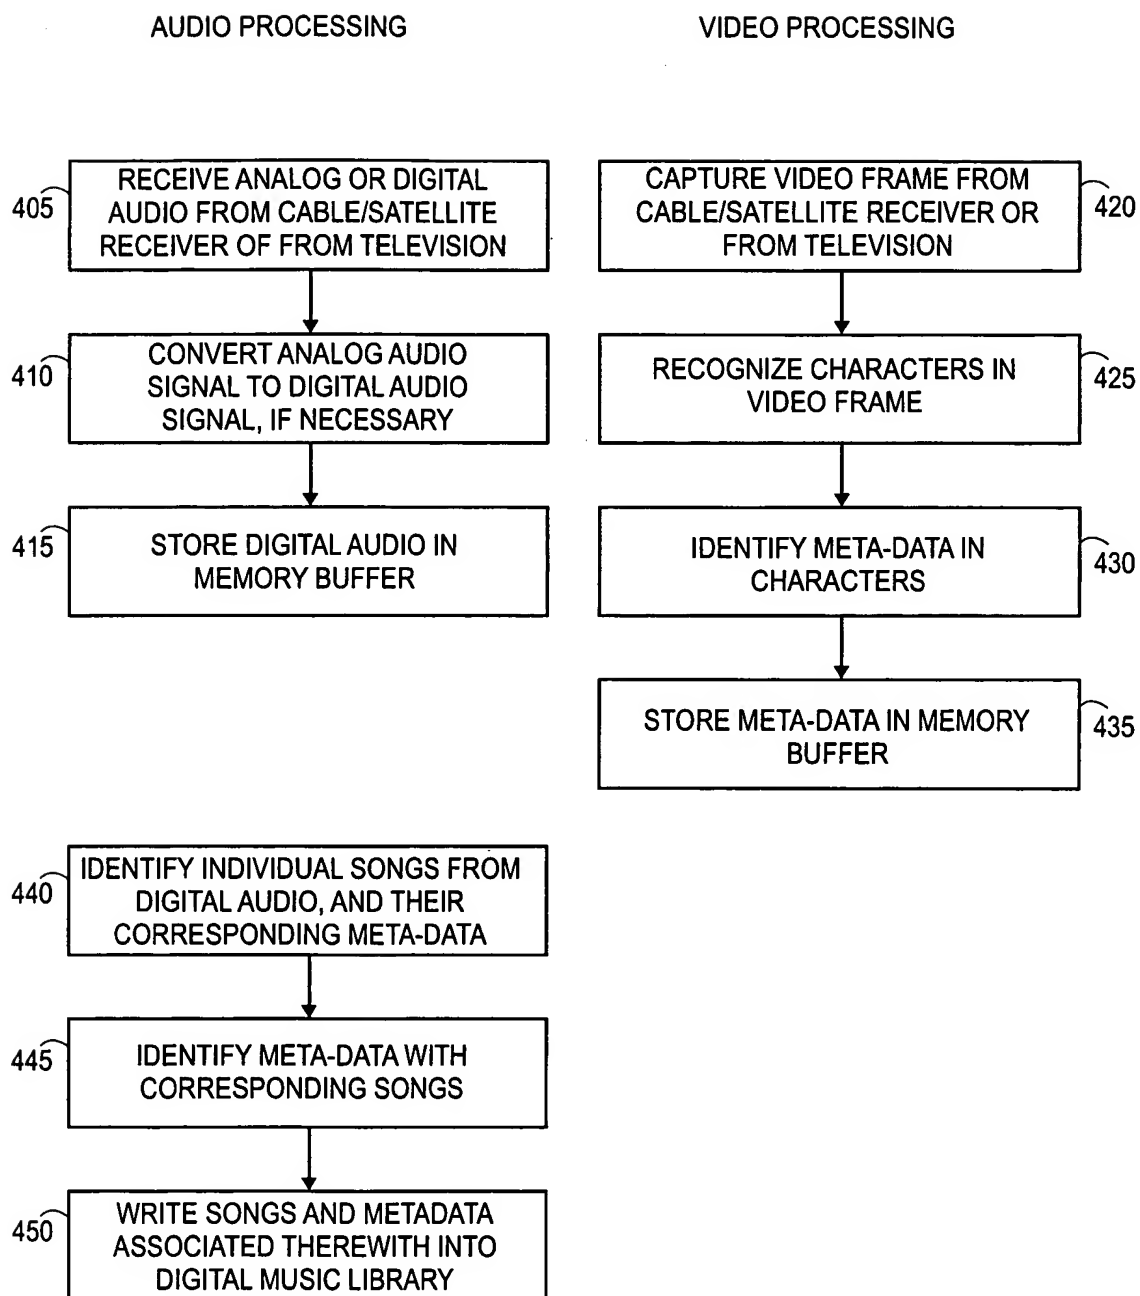 AUDIO PROCESSING
VIDEO PROCESSING
405
RECEIVE ANALOG OR DIGITAL
AUDIO FROM CABLE/SATELLITE
RECEIVER OF FROM TELEVISION
410
CONVERT ANALOG AUDIO
SIGNAL TO DIGITAL AUDIO
SIGNAL, IF NECESSARY
415
STORE DIGITAL AUDIO IN
MEMORY BUFFER
CAPTURE VIDEO FRAME FROM
CABLE/SATELLITE RECEIVER OR
FROM TELEVISION
420
RECOGNIZE CHARACTERS IN
VIDEO FRAME
425
IDENTIFY META-DATA IN
CHARACTERS
430
STORE META-DATA IN MEMORY
BUFFER
435
440
IDENTIFY INDIVIDUAL SONGS FROM
DIGITAL AUDIO, AND THEIR
CORRESPONDING META-DATA
445
IDENTIFY META-DATA WITH
CORRESPONDING SONGS
450
WRITE SONGS AND METADATA
ASSOCIATED THEREWITH INTO
DIGITAL MUSIC LIBRARY